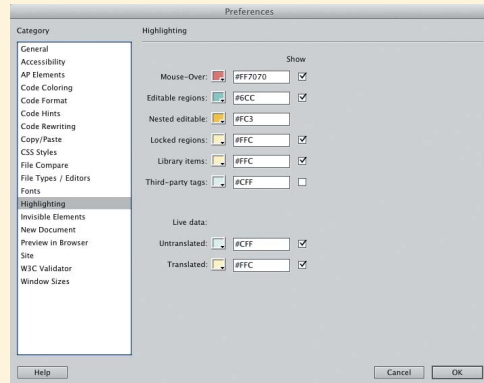 Preferences
Category
Highlighting
General
Accessibility
AP Elements
Code Coloring
Code Format
Code Hints
Code Rewriting
Copy/Paste
CSS Styles
File Compare
File Types / Editors
Fonts
Highlighting
Invisible Elements
New Document
Preview in Browser
Site
W3C Validator
Window Sizes
Show
Mouse-Over: #FF7070
Editable regions: #6CC
Nested editable: #FC3
Locked regions: #FFC
Library items: #FFC
Third-party tags: #CFF
Live data:
Untranslated: #CFF
Translated: #FFC
Help
Cancel
OK